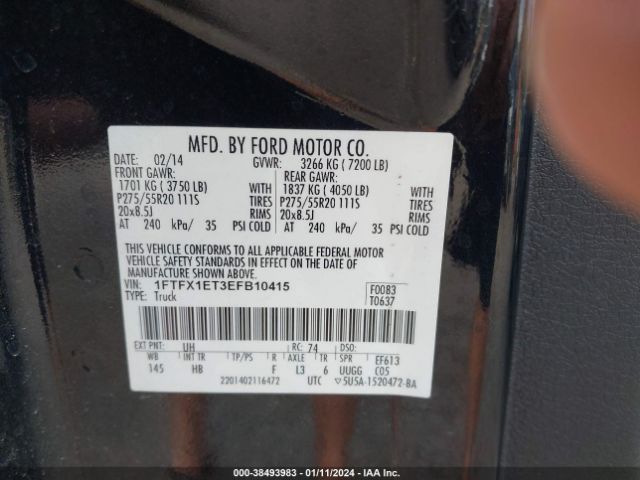 MFD. BY FORD MOTOR CO.
DATE: 02/14 GVWR: 3266 KG ( 7200 LB)
FRONT GAWR: REAR GAWR:
1701 KG ( 3750 LB) WITH 1837 KG ( 4050 LB) WITH
P275/55R20 111S TIRES P275/55R20 111S TIRES
20x8.5J RIMS 20x8.5J RIMS
AT 240 kPa/ 35 PSI COLD AT 240 kPa/ 35 PSI COLD
THIS VEHICLE CONFORMS TO ALL APPLICABLE FEDERAL MOTOR
VEHICLE SAFETY STANDARDS IN EFFECT ON THE DATE OF
MANUFACTURE SHOWN ABOVE.
VIN: 1FTFX1ET3EFB10415 F0083
TYPE: Truck T0637
EXT PNT: UH RC: 74 EF613
WB INT TR TP/PS R AXLE TR SPR C05
145 HB F L3 6 UUGG
2201402116472 UTC ▽5U5A-1520472-BA
000-38493983 - 01/11/2024 - IAA Inc.